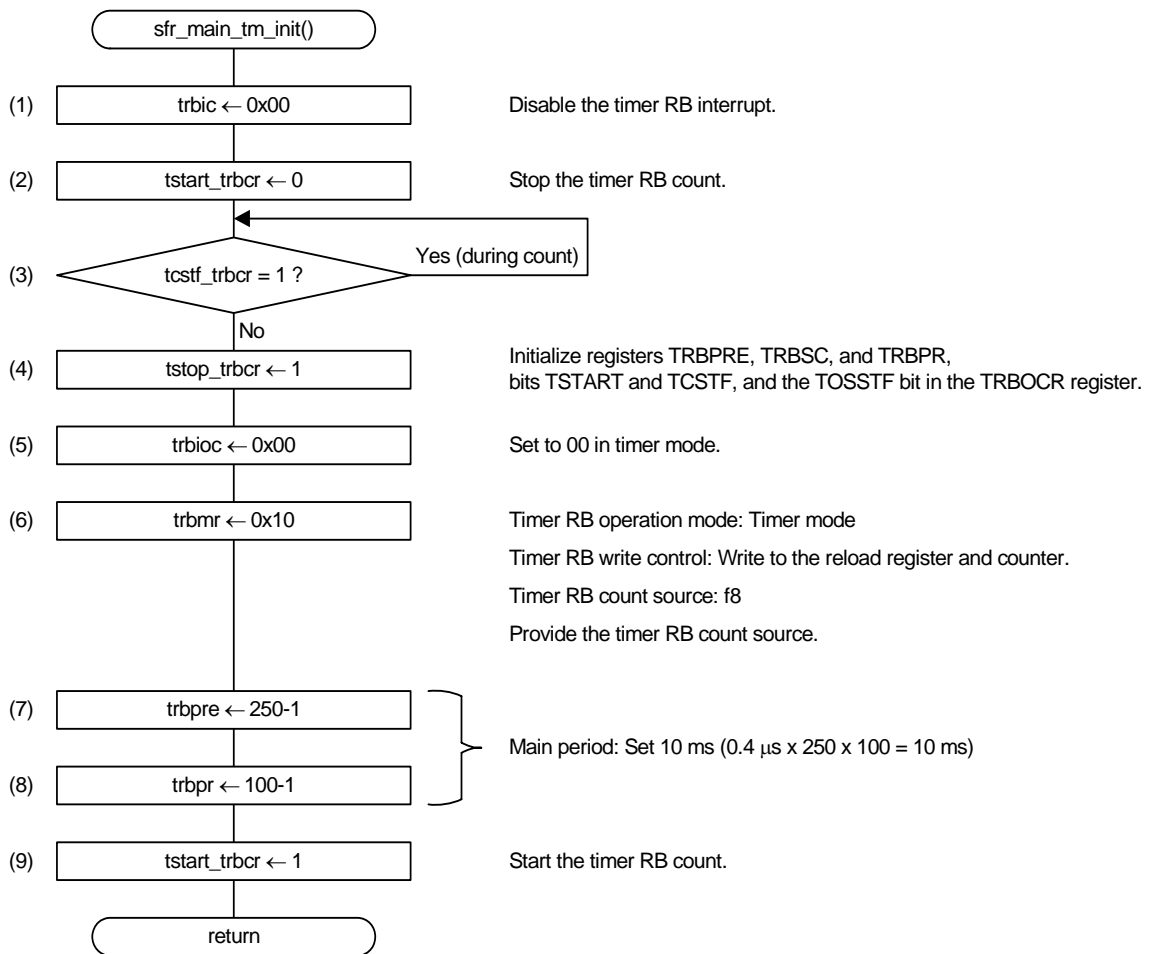 sfr_main_tm_init()
(1) trbic ← 0x00 Disable the timer RB interrupt.
(2) tstart_trbcr ← 0 Stop the timer RB count.
Yes (during count)
(3) tcstf_trbcr = 1 ?
No
(4) tstop_trbcr ← 1 Initialize registers TRBPRE, TRBSC, and TRBPR,
bits TSTART and TCSTF, and the TOSSTF bit in the TRBOCR register.
(5) trbioc ← 0x00 Set to 00 in timer mode.
(6) trbmr ← 0x10 Timer RB operation mode: Timer mode
Timer RB write control: Write to the reload register and counter.
Timer RB count source: f8
Provide the timer RB count source.
(7) trbpre ← 250-1
Main period: Set 10 ms (0.4 μs x 250 x 100 = 10 ms)
(8) trbpr ← 100-1
(9) tstart_trbcr ← 1 Start the timer RB count.
return